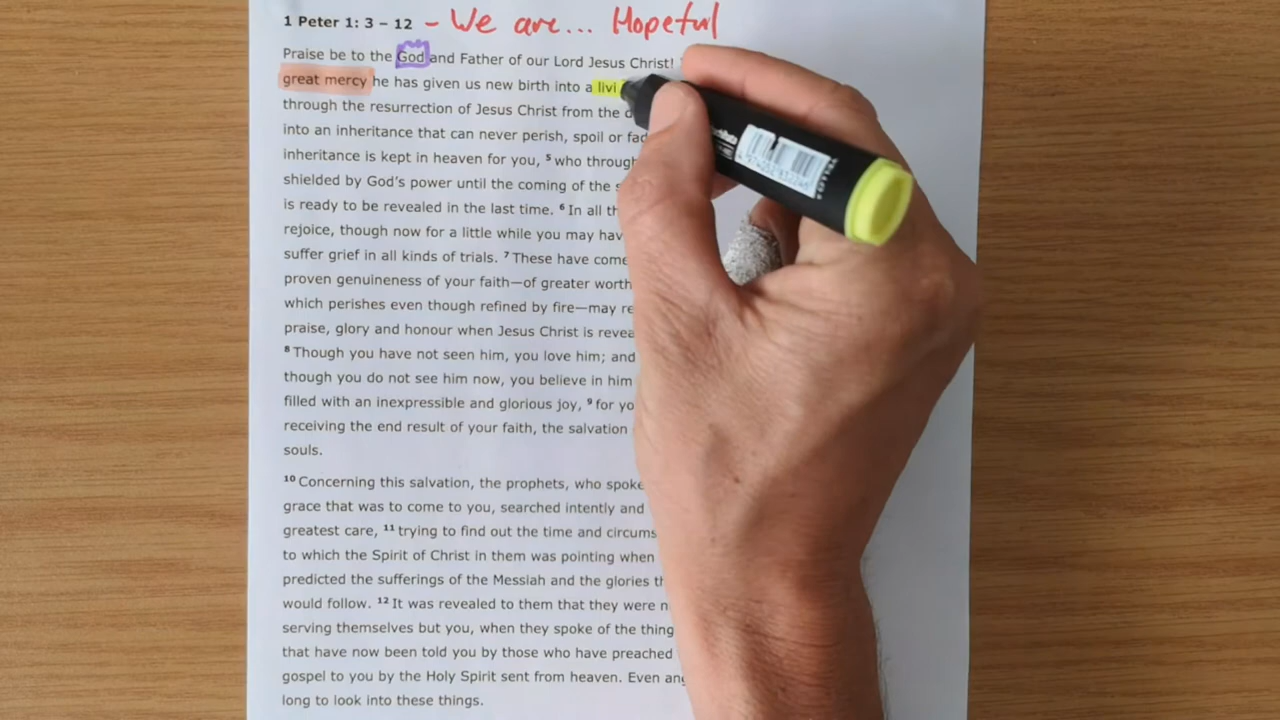 1 Peter 1: 3 – 12 - We are... Hopeful
Praise be to the God and Father of our Lord Jesus Christ!
great mercy he has given us new birth into a livi
through the resurrection of Jesus Christ from the
into an inheritance that can never perish, spoil or fad
inheritance is kept in heaven for you, ⁵ who through
shielded by God's power until the coming of the s
is ready to be revealed in the last time. ⁶ In all th
rejoice, though now for a little while you may hav
suffer grief in all kinds of trials. ⁷ These have come
proven genuineness of your faith—of greater worth
which perishes even though refined by fire—may re
praise, glory and honour when Jesus Christ is revea
⁸ Though you have not seen him, you love him; and
though you do not see him now, you believe in him
filled with an inexpressible and glorious joy, ⁹ for yo
receiving the end result of your faith, the salvation
souls.
¹⁰ Concerning this salvation, the prophets, who spoke
grace that was to come to you, searched intently and
greatest care, ¹¹ trying to find out the time and circums
to which the Spirit of Christ in them was pointing when
predicted the sufferings of the Messiah and the glories th
would follow. ¹² It was revealed to them that they were n
serving themselves but you, when they spoke of the thing
that have now been told you by those who have preached
gospel to you by the Holy Spirit sent from heaven. Even ang
long to look into these things.